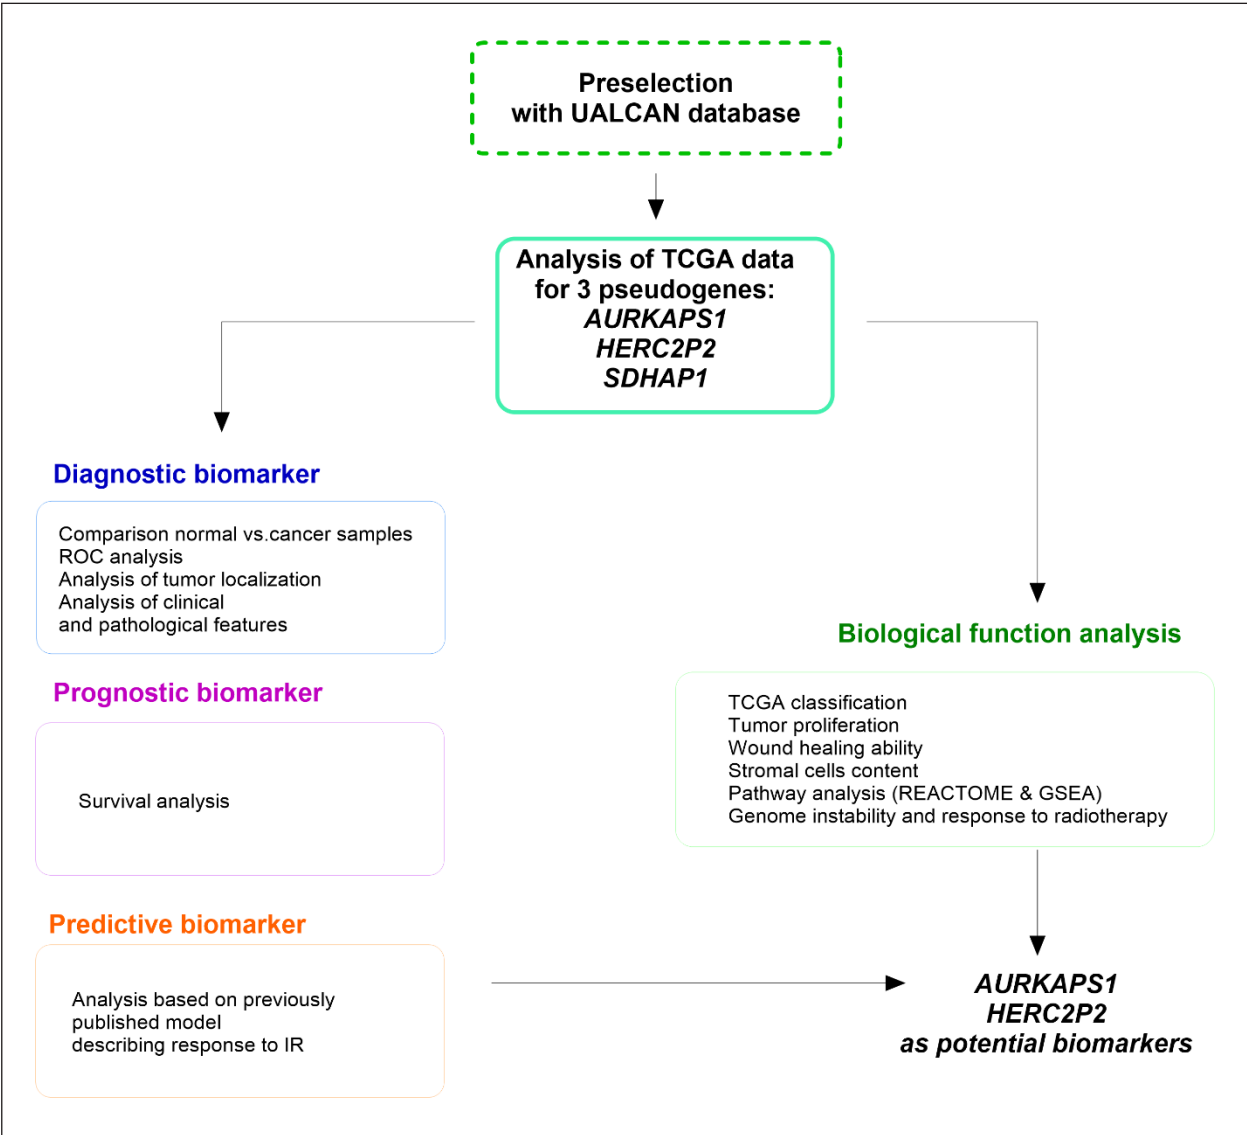 Preselection
with UALCAN database
Analysis of TCGA data
for 3 pseudogenes:
AURKAPS1
HERC2P2
SDHAP1
Diagnostic biomarker
Comparison normal vs.cancer samples
ROC analysis
Analysis of tumor localization
Analysis of clinical
and pathological features
Prognostic biomarker
Survival analysis
Predictive biomarker
Analysis based on previously
published model
describing response to IR
Biological function analysis
TCGA classification
Tumor proliferation
Wound healing ability
Stromal cells content
Pathway analysis (REACTOME & GSEA)
Genome instability and response to radiotherapy
AURKAPS1
HERC2P2
as potential biomarkers